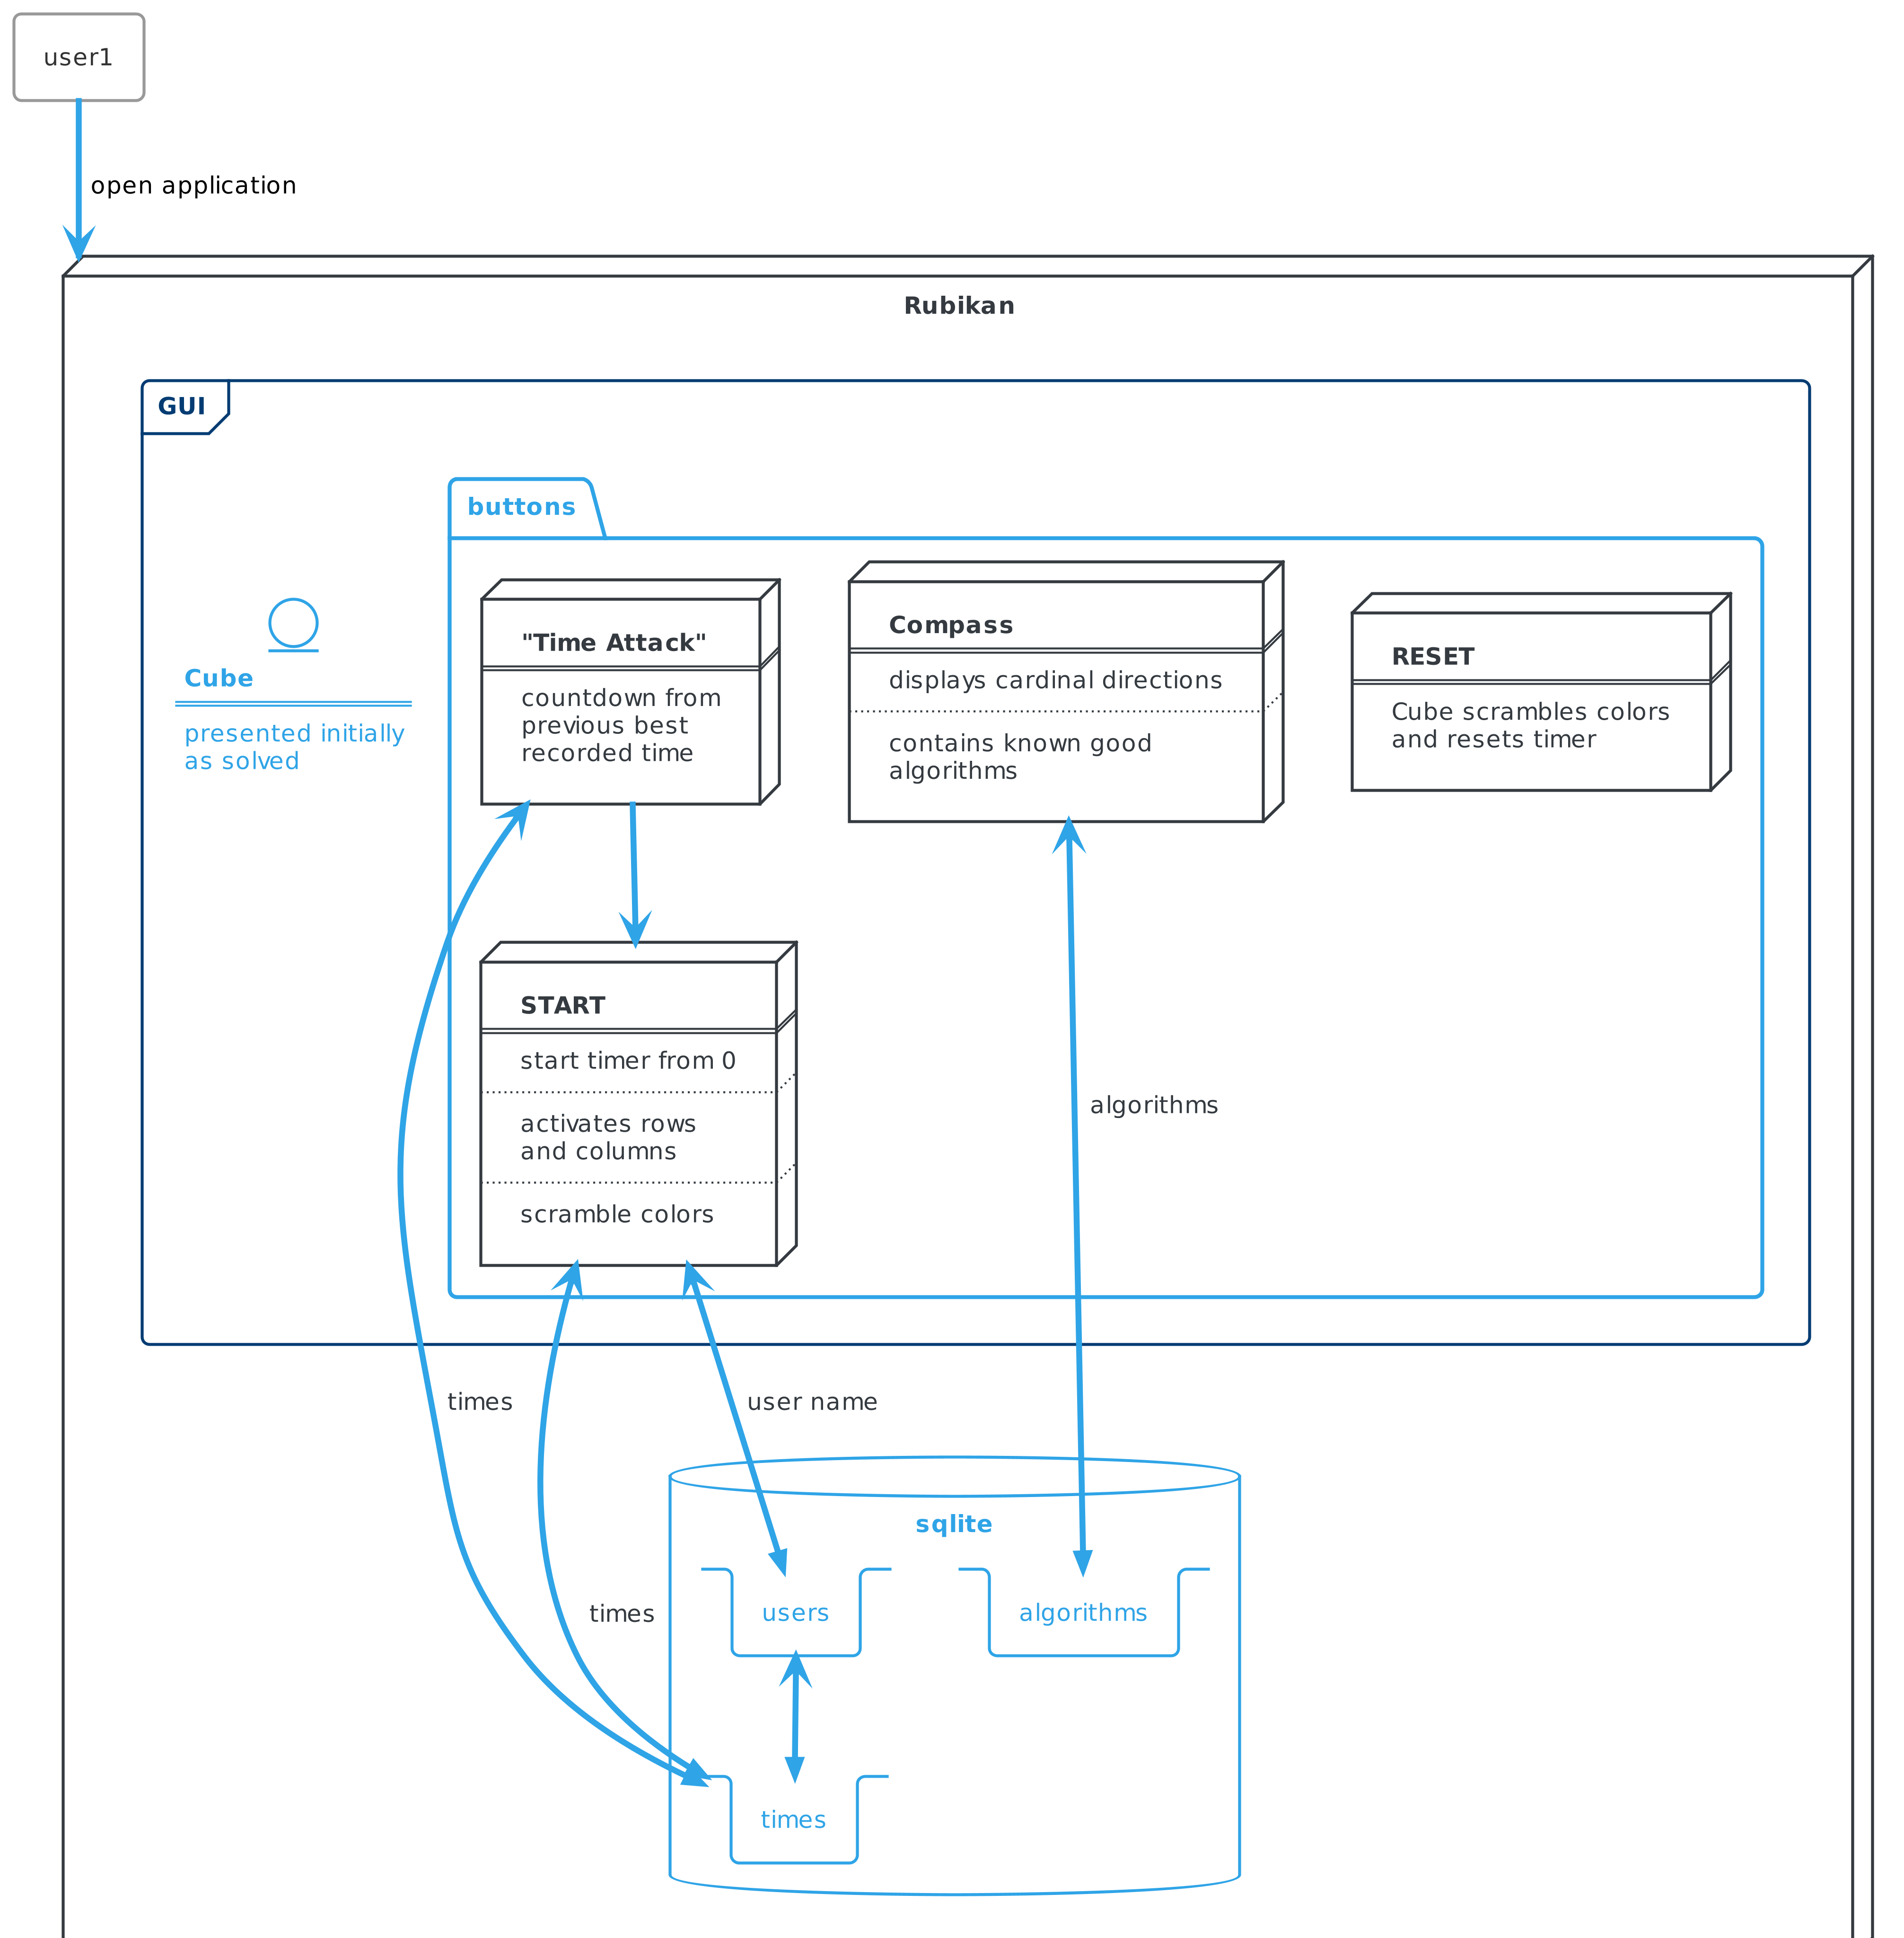 user1
open application
Rubikan
GUI
buttons
Cube
presented initially
as solved
"Time Attack"
countdown from
previous best
recorded time
Compass
displays cardinal directions
contains known good
algorithms
RESET
Cube scrambles colors
and resets timer
START
start timer from 0
activates rows
and columns
scramble colors
algorithms
times
user name
sqlite
times
users
algorithms
times